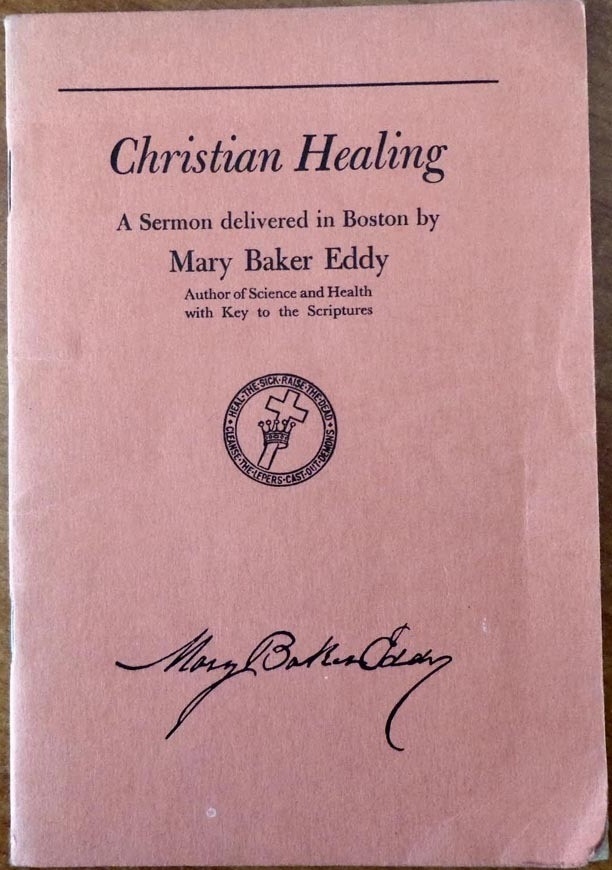 Christian Healing
A Sermon delivered in Boston by
Mary Baker Eddy
Author of Science and Health
with Key to the Scriptures
HEAL·THE·SICK·RAISE·THE·DEAD
CLEANSE·THE·LEPERS·CAST·OUT·DEMONS
Mary Baker Eddy